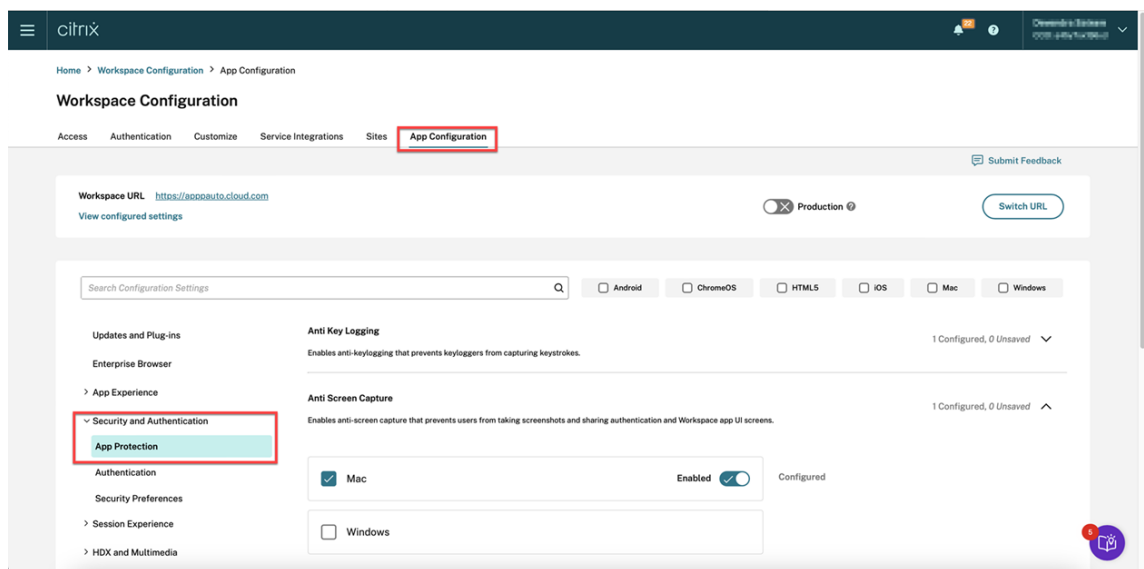 citrix
22
Home > Workspace Configuration > App Configuration
Workspace Configuration
Access Authentication Customize Service Integrations Sites App Configuration
Submit Feedback
Workspace URL https://apppauto.cloud.com
View configured settings
Production
Switch URL
Search Configuration Settings
Android ChromeOS HTML5 iOS Mac Windows
Updates and Plug-ins
Enterprise Browser
> App Experience
Security and Authentication
App Protection
Authentication
Security Preferences
> Session Experience
> HDX and Multimedia
Anti Key Logging
1 Configured, 0 Unsaved
Enables anti-keylogging that prevents keyloggers from capturing keystrokes.
Anti Screen Capture
1 Configured, 0 Unsaved
Enables anti-screen capture that prevents users from taking screenshots and sharing authentication and Workspace app UI screens.
Mac Enabled Configured
Windows
5